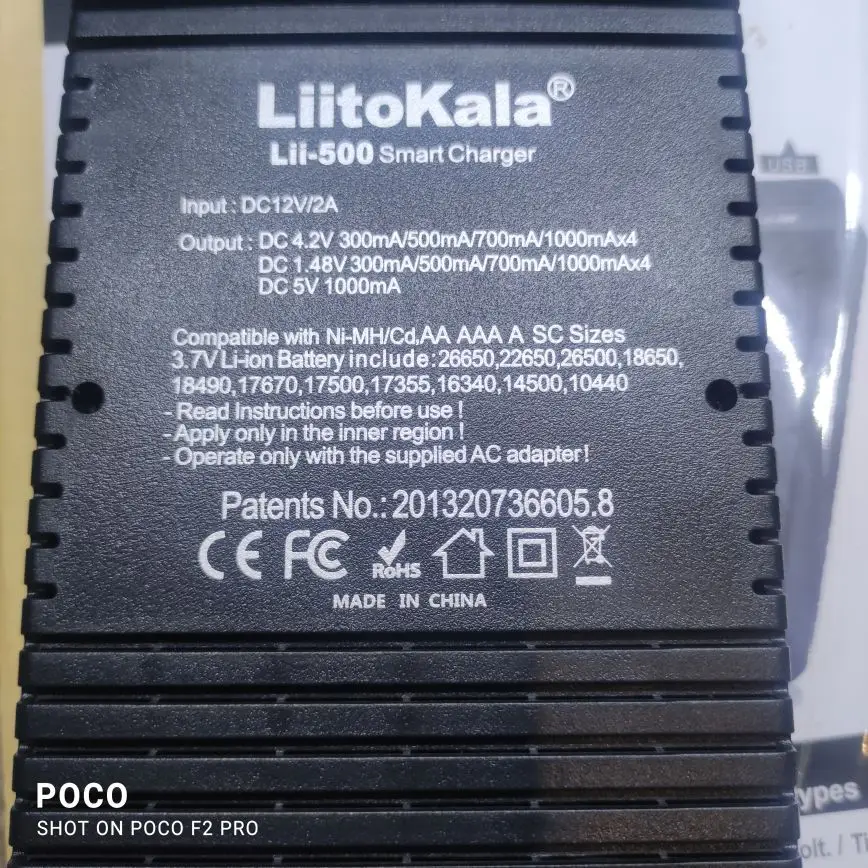 LiitoKala®
Lii-500 Smart Charger
Input : DC12V/2A
Output : DC 4.2V 300mA/500mA/700mA/1000mAx4
DC 1.48V 300mA/500mA/700mA/1000mAx4
DC 5V 1000mA
Compatible with Ni-MH/Cd,AA AAA A SC Sizes
3.7V Li-ion Battery include:26650,22650,26500,18650,
18490,17670,17500,17355,16340,14500,10440
- Read Instructions before use !
- Apply only in the inner region !
- Operate only with the supplied AC adapter!
Patents No.: 201320736605.8
CE FC RoHS
MADE IN CHINA
USB
ypes
olt. / Ti
POCO
SHOT ON POCO F2 PRO